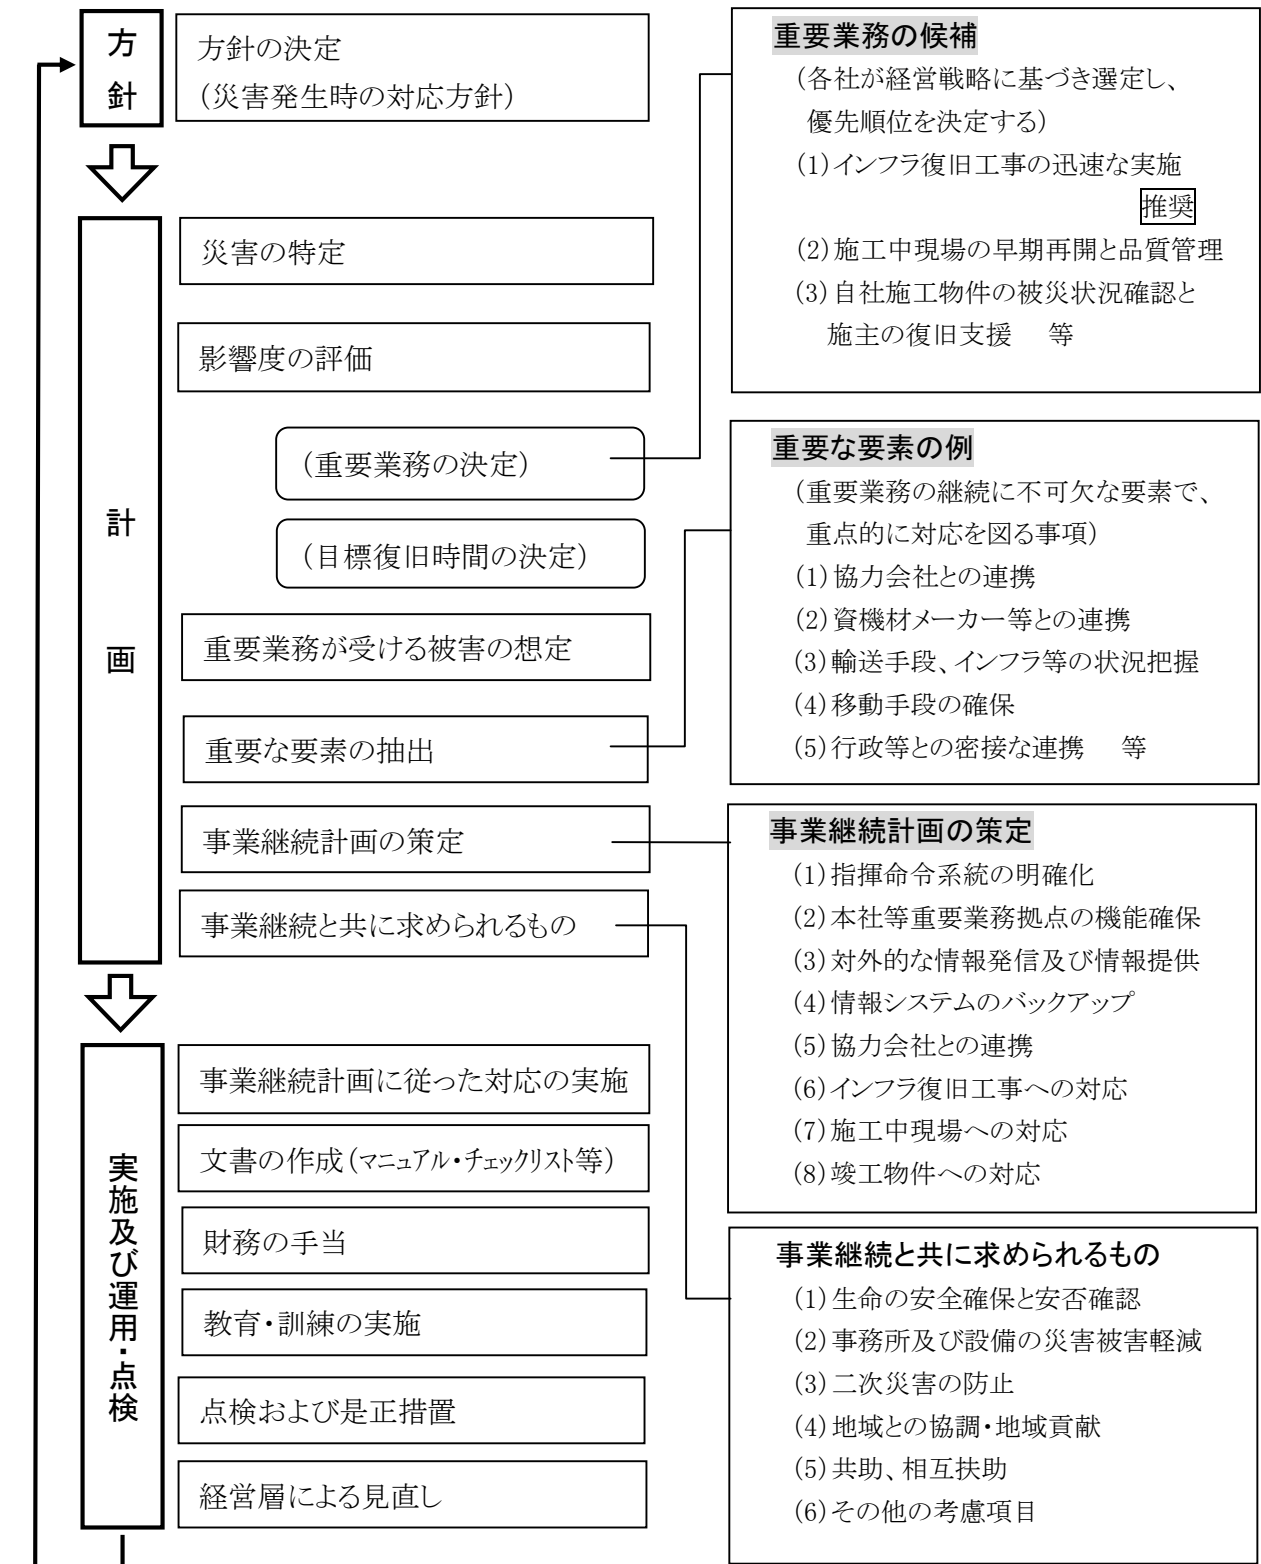 方針
方針の決定
(災害発生時の対応方針)
計画
災害の特定
影響度の評価
(重要業務の決定)
(目標復旧時間の決定)
重要業務が受ける被害の想定
重要な要素の抽出
事業継続計画の策定
事業継続と共に求められるもの
実施及び運用・点検
事業継続計画に従った対応の実施
文書の作成(マニュアル・チェックリスト等)
財務の手当
教育・訓練の実施
点検および是正措置
経営層による見直し
重要業務の候補
(各社が経営戦略に基づき選定し、
優先順位を決定する)
(1)インフラ復旧工事の迅速な実施
推奨
(2)施工中現場の早期再開と品質管理
(3)自社施工物件の被災状況確認と
施主の復旧支援 等
重要な要素の例
(重要業務の継続に不可欠な要素で、
重点的に対応を図る事項)
(1)協力会社との連携
(2)資機材メーカー等との連携
(3)輸送手段、インフラ等の状況把握
(4)移動手段の確保
(5)行政等との密接な連携 等
事業継続計画の策定
(1)指揮命令系統の明確化
(2)本社等重要業務拠点の機能確保
(3)対外的な情報発信及び情報提供
(4)情報システムのバックアップ
(5)協力会社との連携
(6)インフラ復旧工事への対応
(7)施工中現場への対応
(8)竣工物件への対応
事業継続と共に求められるもの
(1)生命の安全確保と安否確認
(2)事務所及び設備の災害被害軽減
(3)二次災害の防止
(4)地域との協調・地域貢献
(5)共助、相互扶助
(6)その他の考慮項目